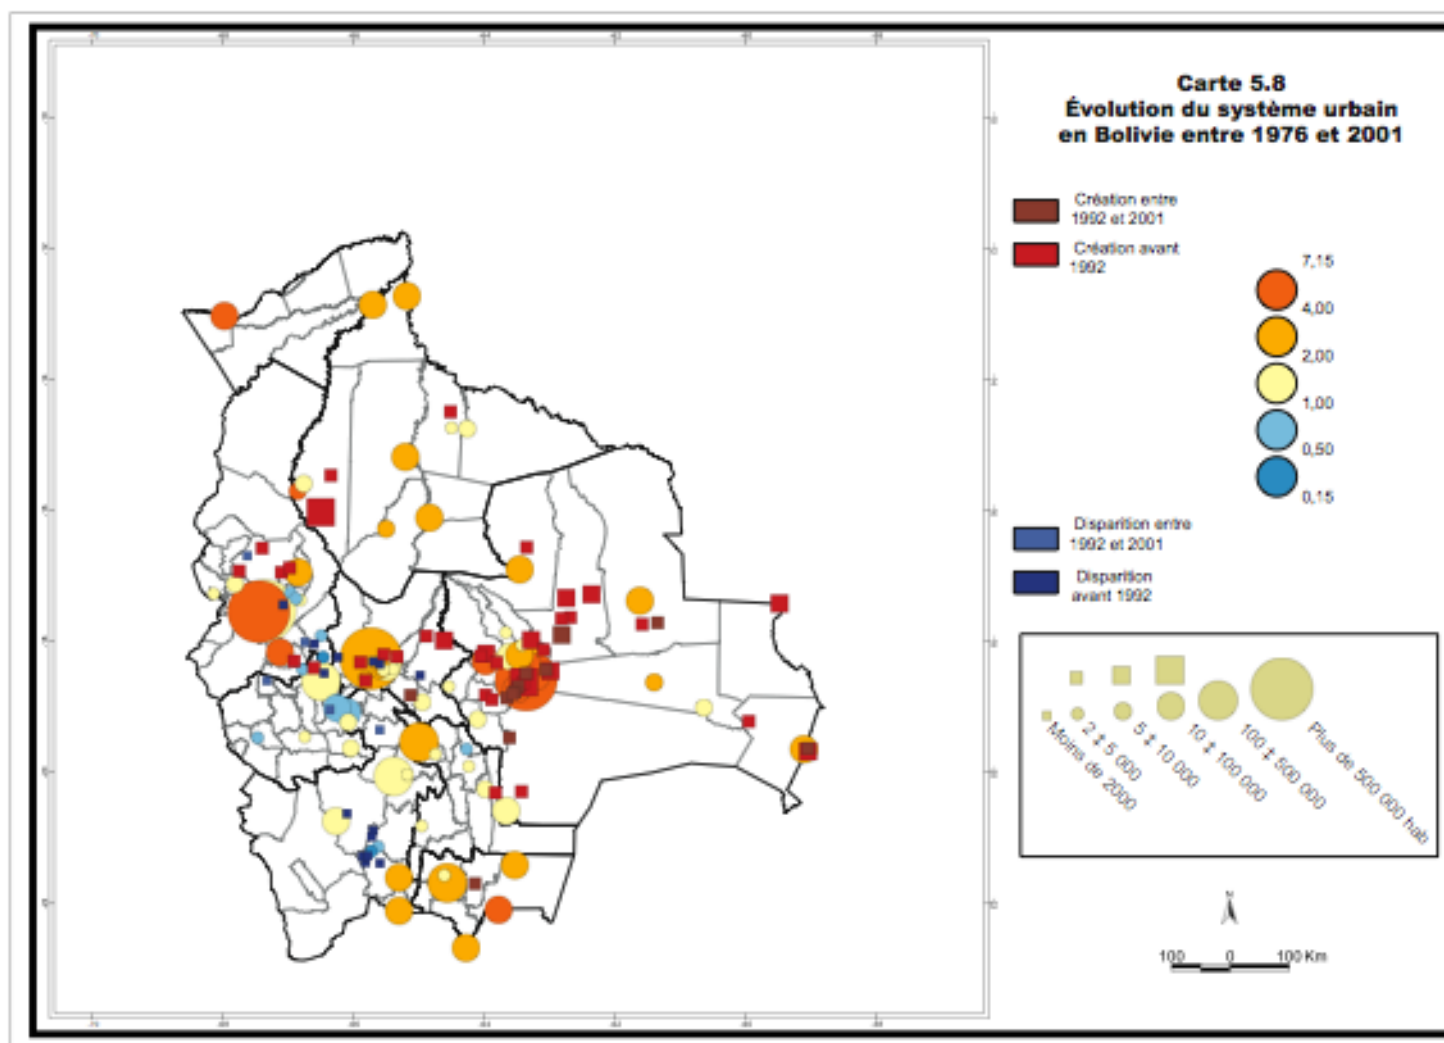 Carte 5.8
Évolution du système urbain
en Bolivie entre 1976 et 2001
Création entre
1992 et 2001
Création avant
1992
7,15
4,00
2,00
1,00
0,50
0,15
Disparition entre
1992 et 2001
Disparition
avant 1992
Moins de 2000
2 ‡ 5 000
5 ‡ 10 000
10 ‡ 100 000
100 ‡ 500 000
Plus de 500 000 hab
N
100 0 100 Km